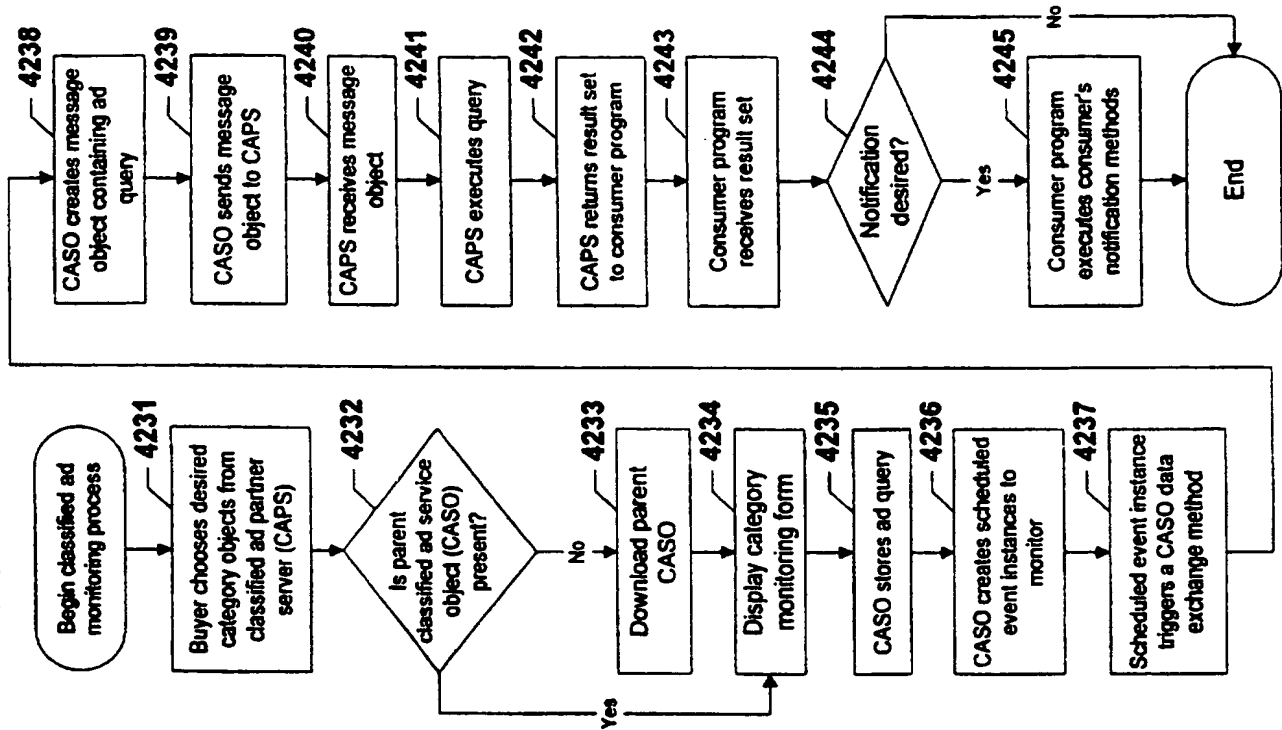 Begin classified ad
monitoring process
4231
Buyer chooses desired
category objects from
classified ad partner
server (CAPS)
4232
Is parent
classified ad service
object (CASO)
present?
No
Yes
4233
Download parent
CASO
4234
Display category
monitoring form
4235
CASO stores ad query
4236
CASO creates scheduled
event instances to
monitor
4237
Scheduled event instance
triggers a CASO data
exchange method
4238
CASO creates message
object containing ad
query
4239
CASO sends message
object to CAPS
4240
CAPS receives message
object
4241
CAPS executes query
4242
CAPS returns result set
to consumer program
4243
Consumer program
receives result set
4244
Notification
desired?
No
Yes
4245
Consumer program
executes consumer's
notification methods
End